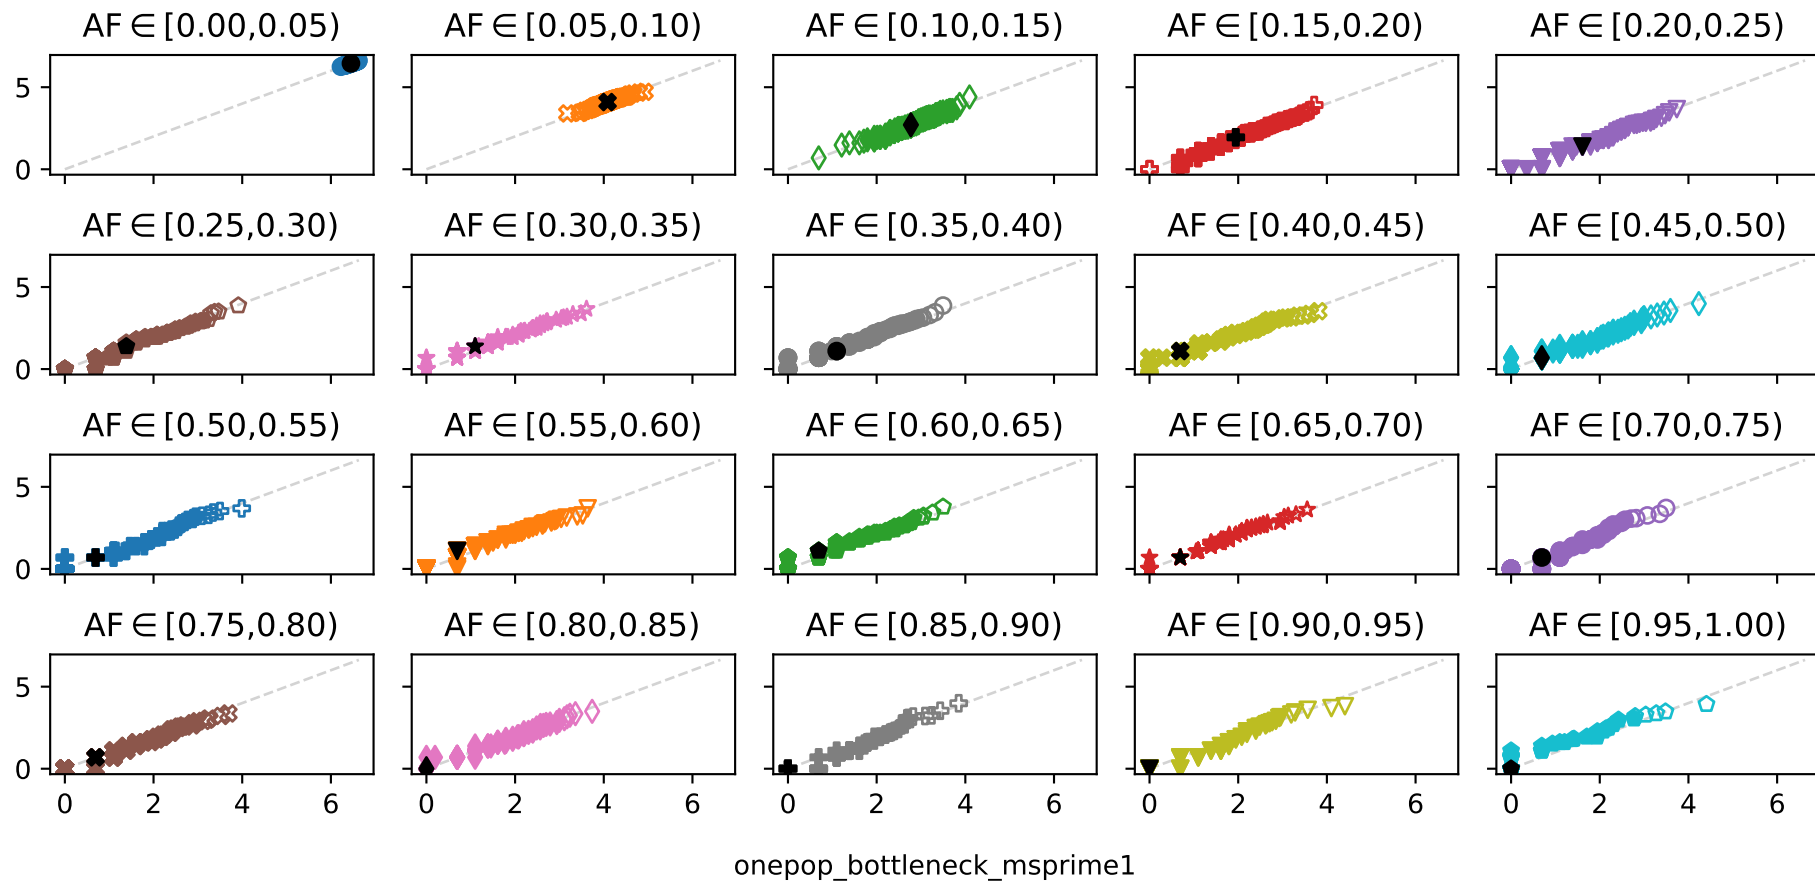 AF ∈ [0.00,0.05) AF ∈ [0.05,0.10) AF ∈ [0.10,0.15) AF ∈ [0.15,0.20) AF ∈ [0.20,0.25)
5
0
AF ∈ [0.25,0.30) AF ∈ [0.30,0.35) AF ∈ [0.35,0.40) AF ∈ [0.40,0.45) AF ∈ [0.45,0.50)
5
0
AF ∈ [0.50,0.55) AF ∈ [0.55,0.60) AF ∈ [0.60,0.65) AF ∈ [0.65,0.70) AF ∈ [0.70,0.75)
5
0
AF ∈ [0.75,0.80) AF ∈ [0.80,0.85) AF ∈ [0.85,0.90) AF ∈ [0.90,0.95) AF ∈ [0.95,1.00)
5
0
0 2 4 6 0 2 4 6 0 2 4 6 0 2 4 6 0 2 4 6
onepop_bottleneck_msprime1